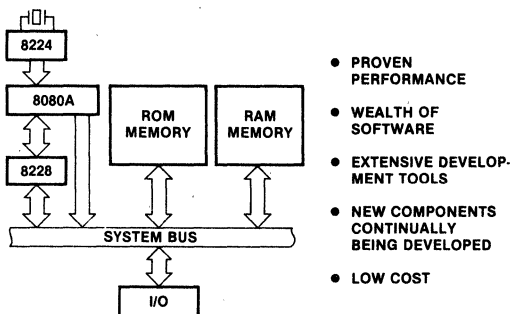 8224
8080A
8228
ROM
MEMORY
RAM
MEMORY
SYSTEM BUS
I/O
● PROVEN
PERFORMANCE
● WEALTH OF
SOFTWARE
● EXTENSIVE DEVELOP-
MENT TOOLS
● NEW COMPONENTS
CONTINUALLY
BEING DEVELOPED
● LOW COST